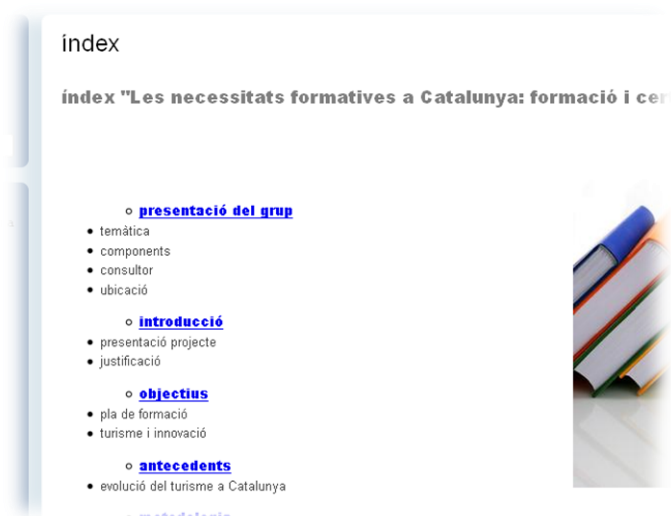 índex
índex "Les necessitats formatives a Catalunya: formació i
presentació del grup
temàtica
components
consultor
ubicació
introducció
presentació projecte
justificació
objectius
pla de formació
turisme i innovació
antecedents
evolució del turisme a Catalunya